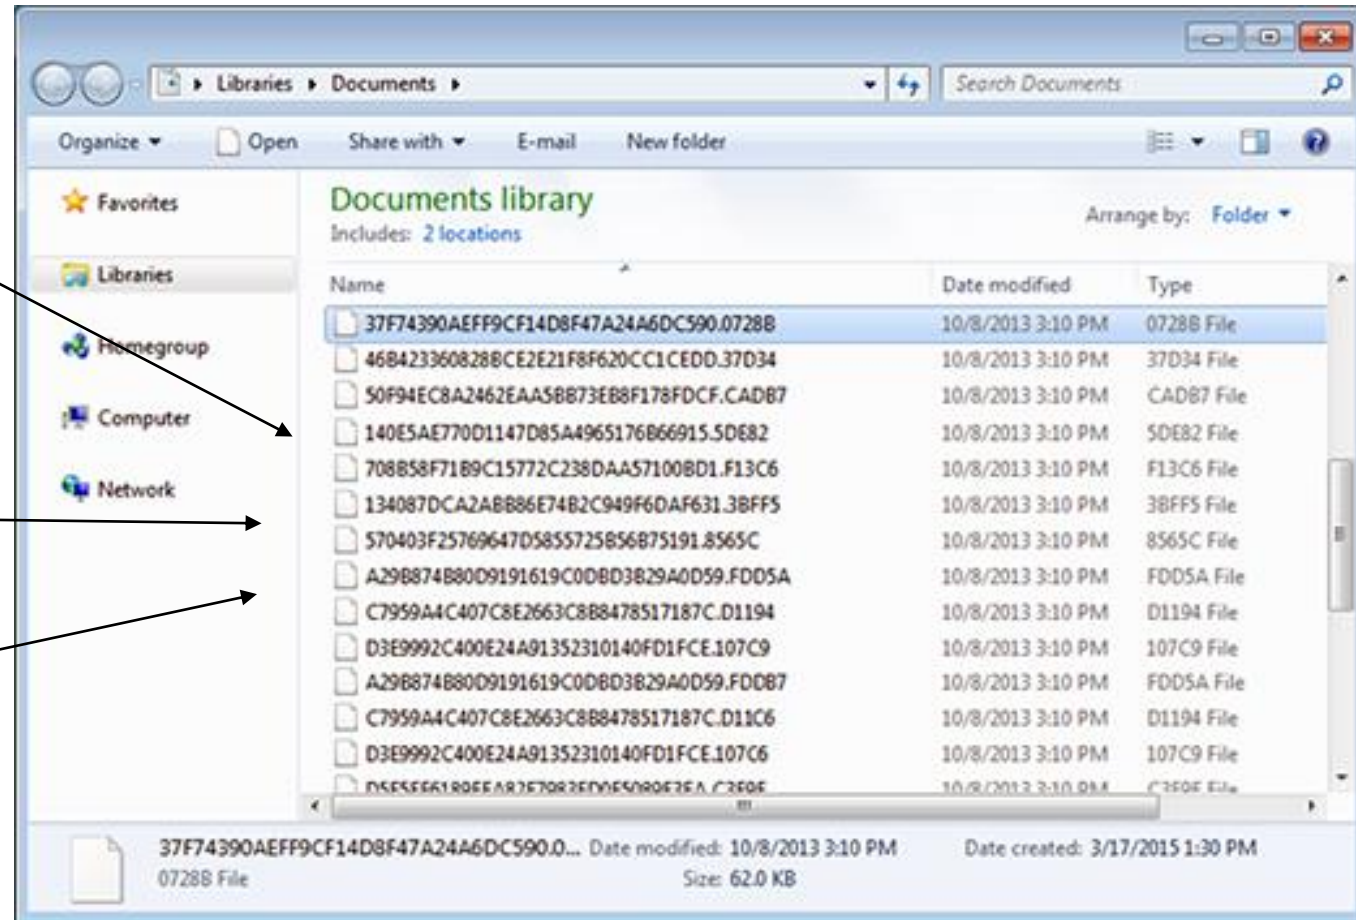 Libraries Documents
Search Documents
Organize Open Share with E-mail New folder
Favorites
Libraries
Homegroup
Computer
Network
Documents library
Includes: 2 locations
Arrange by: Folder
Name Date modified Type
37F74390AEFF9CF14D8F47A24A6DC590.0728B 10/8/2013 3:10 PM 0728B File
46B423360828BCE2E21F8F620CC1CEDD.37D34 10/8/2013 3:10 PM 37D34 File
50F94EC8A2462EAA5BB73EB8F178FDCF.CADB7 10/8/2013 3:10 PM CADB7 File
140E5AE770D1147D85A4965176B66915.5DE82 10/8/2013 3:10 PM 5DE82 File
708B58F71B9C15772C238DAA57100BD1.F13C6 10/8/2013 3:10 PM F13C6 File
134087DCA2ABB86E74B2C949F6DAF631.3BFF5 10/8/2013 3:10 PM 3BFF5 File
570403F25769647D5855725B56B75191.8565C 10/8/2013 3:10 PM 8565C File
A29B874B80D9191619C0DBD3B29A0D59.FDD5A 10/8/2013 3:10 PM FDD5A File
C7959A4C407C8E2663C8B8478517187C.D1194 10/8/2013 3:10 PM D1194 File
D3E9992C400E24A91352310140FD1FCE.107C9 10/8/2013 3:10 PM 107C9 File
A29B874B80D9191619C0DBD3B29A0D59.FDDB7 10/8/2013 3:10 PM FDD5A File
C7959A4C407C8E2663C8B8478517187C.D11C6 10/8/2013 3:10 PM D1194 File
D3E9992C400E24A91352310140FD1FCE.107C6 10/8/2013 3:10 PM 107C9 File
10/8/2013 3:10 PM
37F74390AEFF9CF14D8F47A24A6DC590.0... Date modified: 10/8/2013 3:10 PM Date created: 3/17/2015 1:30 PM
0728B File Size: 62.0 KB